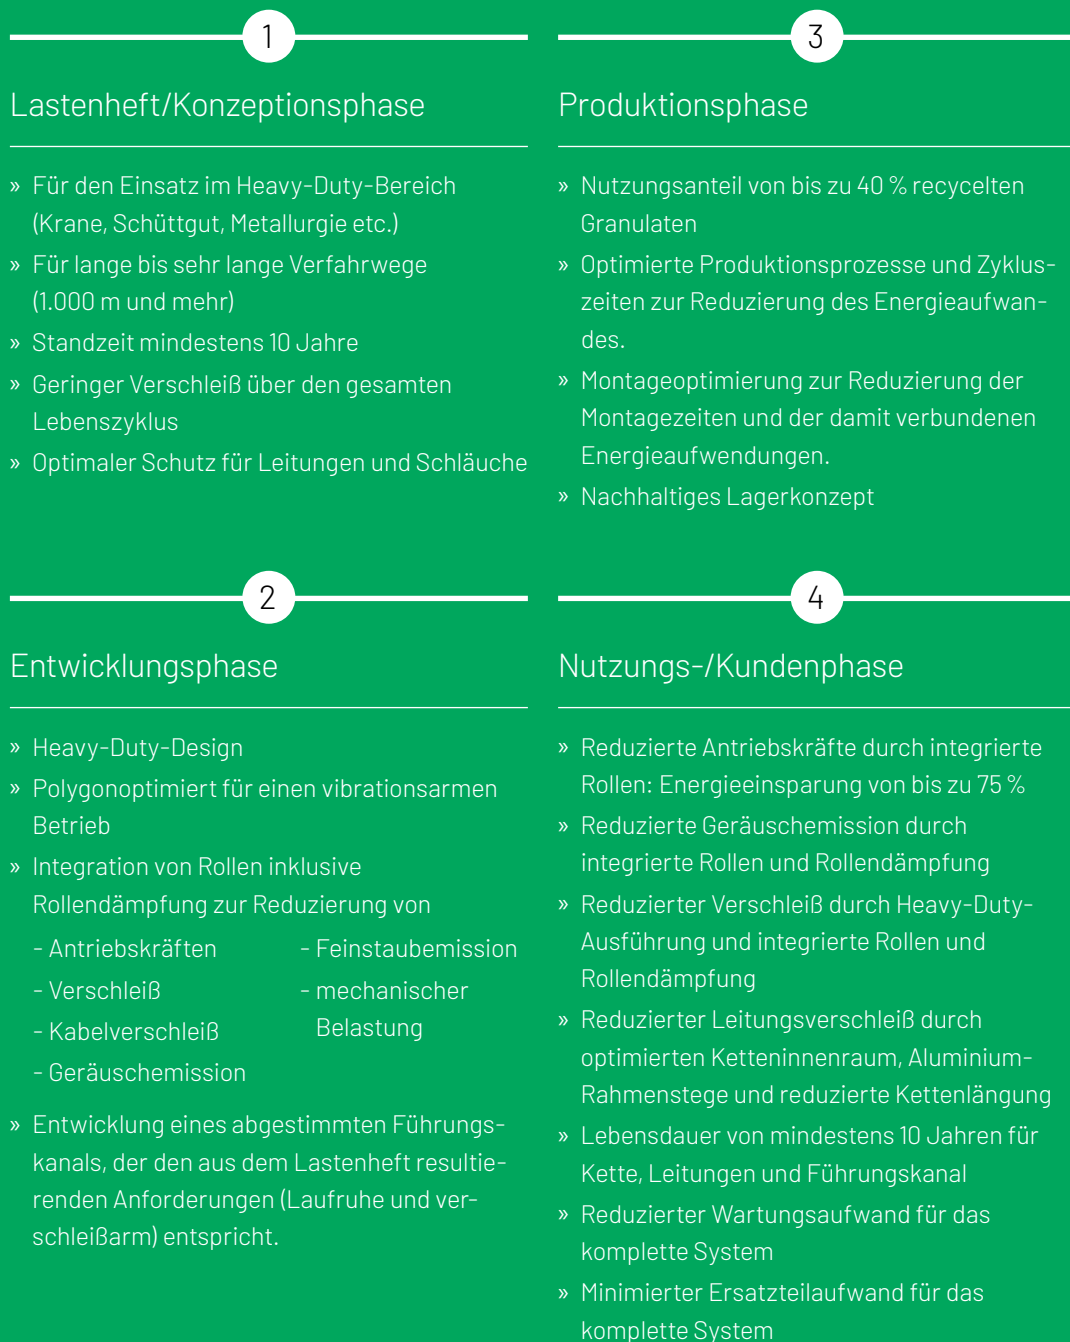 1
Lastenheft/Konzeptionsphase
» Für den Einsatz im Heavy-Duty-Bereich
(Krane, Schüttgut, Metallurgie etc.)
» Für lange bis sehr lange Verfahrwege
(1.000 m und mehr)
» Standzeit mindestens 10 Jahre
» Geringer Verschleiß über den gesamten
Lebenszyklus
» Optimaler Schutz für Leitungen und Schläuche
2
Entwicklungsphase
» Heavy-Duty-Design
» Polygonoptimiert für einen vibrationsarmen
Betrieb
» Integration von Rollen inklusive
Rollendämpfung zur Reduzierung von
- Antriebskräften
- Verschleiß
- Kabelverschleiß
- Geräuschemission
- Feinstaubemission
- mechanischer
Belastung
» Entwicklung eines abgestimmten Führungs-
kanals, der den aus dem Lastenheft resultie-
renden Anforderungen (Laufruhe und ver-
schleißarm) entspricht.
3
Produktionsphase
» Nutzungsanteil von bis zu 40 % recycelten
Granulaten
» Optimierte Produktionsprozesse und Zyklus-
zeiten zur Reduzierung des Energieaufwan-
des.
» Montageoptimierung zur Reduzierung der
Montagezeiten und der damit verbundenen
Energieaufwendungen.
» Nachhaltiges Lagerkonzept
4
Nutzungs-/Kundenphase
» Reduzierte Antriebskräfte durch integrierte
Rollen: Energieeinsparung von bis zu 75 %
» Reduzierte Geräuschemission durch
integrierte Rollen und Rollendämpfung
» Reduzierter Verschleiß durch Heavy-Duty-
Ausführung und integrierte Rollen und
Rollendämpfung
» Reduzierter Leitungsverschleiß durch
optimierten Ketteninnenraum, Aluminium-
Rahmenstege und reduzierte Kettenlängung
» Lebensdauer von mindestens 10 Jahren für
Kette, Leitungen und Führungskanal
» Reduzierter Wartungsaufwand für das
komplette System
» Minimierter Ersatzteilaufwand für das
komplette System